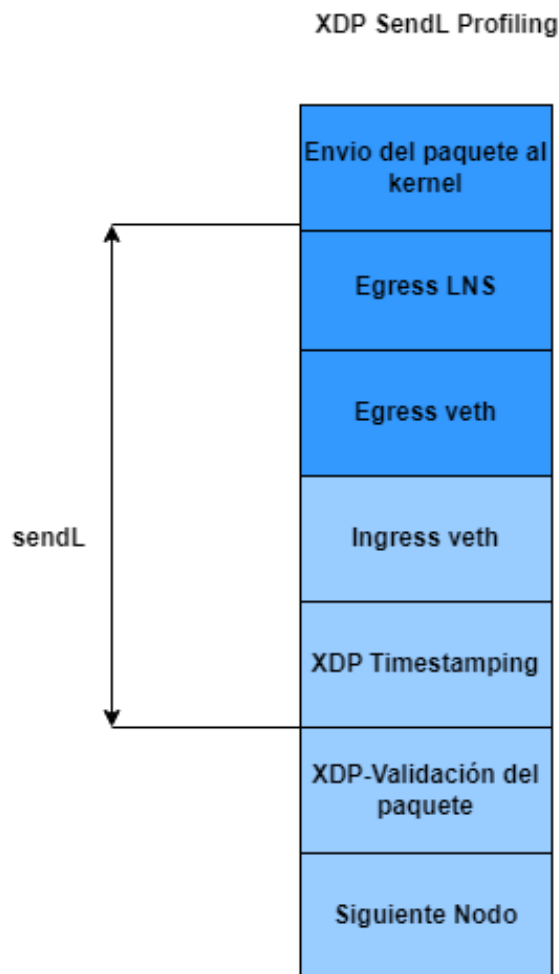 XDP SendL Profiling
Envio del paquete al
kernel
Egress LNS
Egress veth
sendL
Ingress veth
XDP Timestamping
XDP-Validación del
paquete
Siguiente Nodo